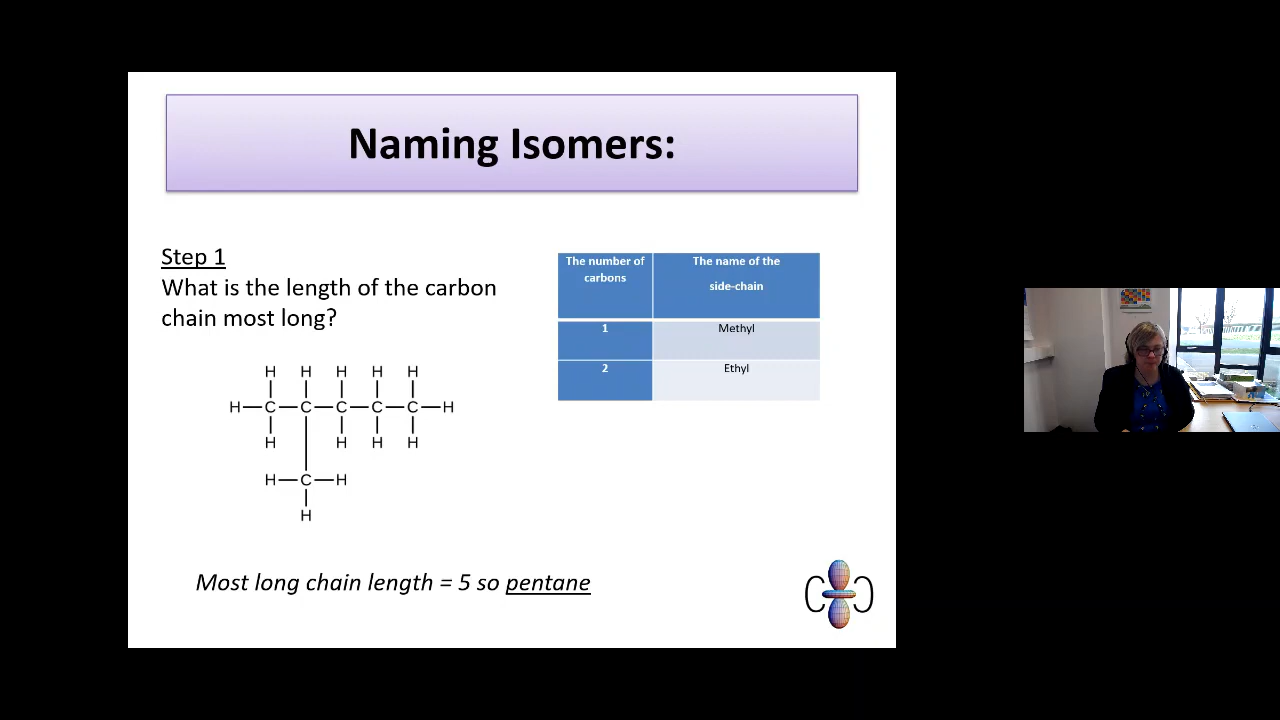 Naming Isomers:
Step 1
What is the length of the carbon
chain most long?
The number of
carbons
The name of the
side-chain
1
Methyl
2
Ethyl
H H H H H
H C C C C C H
H H H H
H C H
H
Most long chain length = 5 so pentane